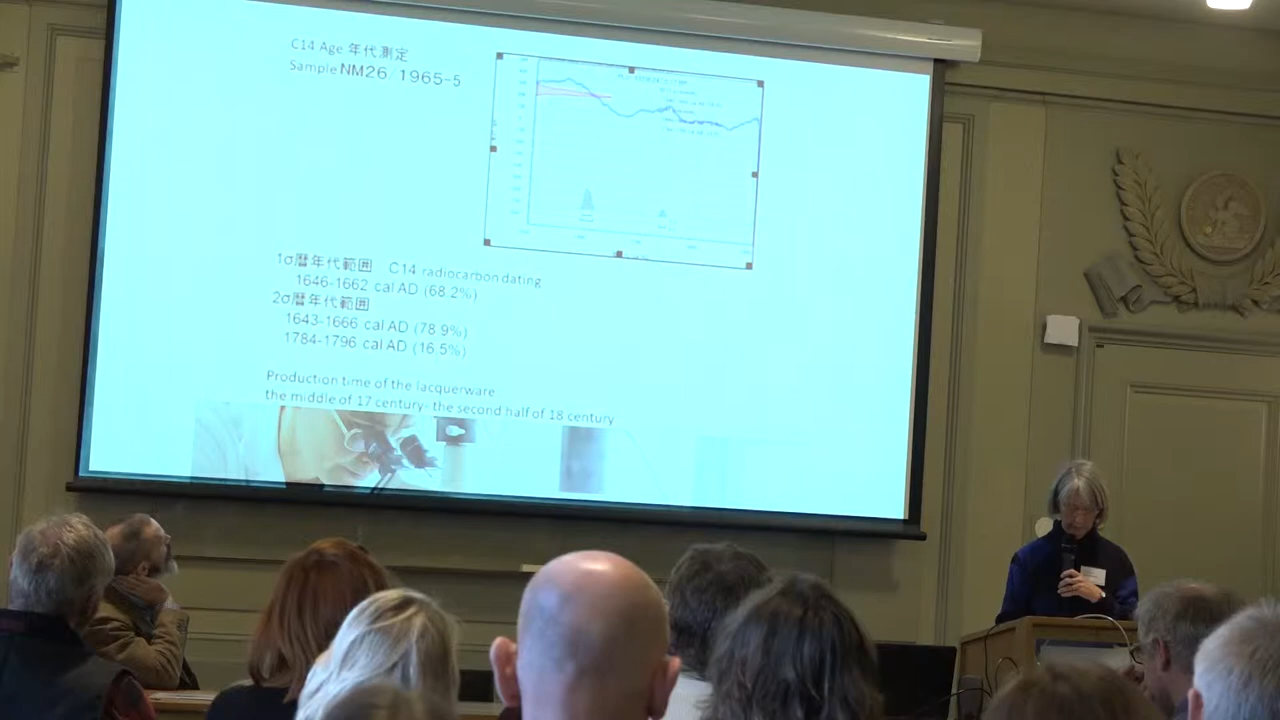 C14 Age 年代測定
Sample NM26/1965-5
1σ暦年代範囲 C14 radiocarbon dating
1646-1662 cal AD (68.2%)
2σ暦年代範囲
1643-1666 cal AD (78.9%)
1784-1796 cal AD (16.5%)
Production time of the lacquerware
the middle of 17 century- the second half of 18 century